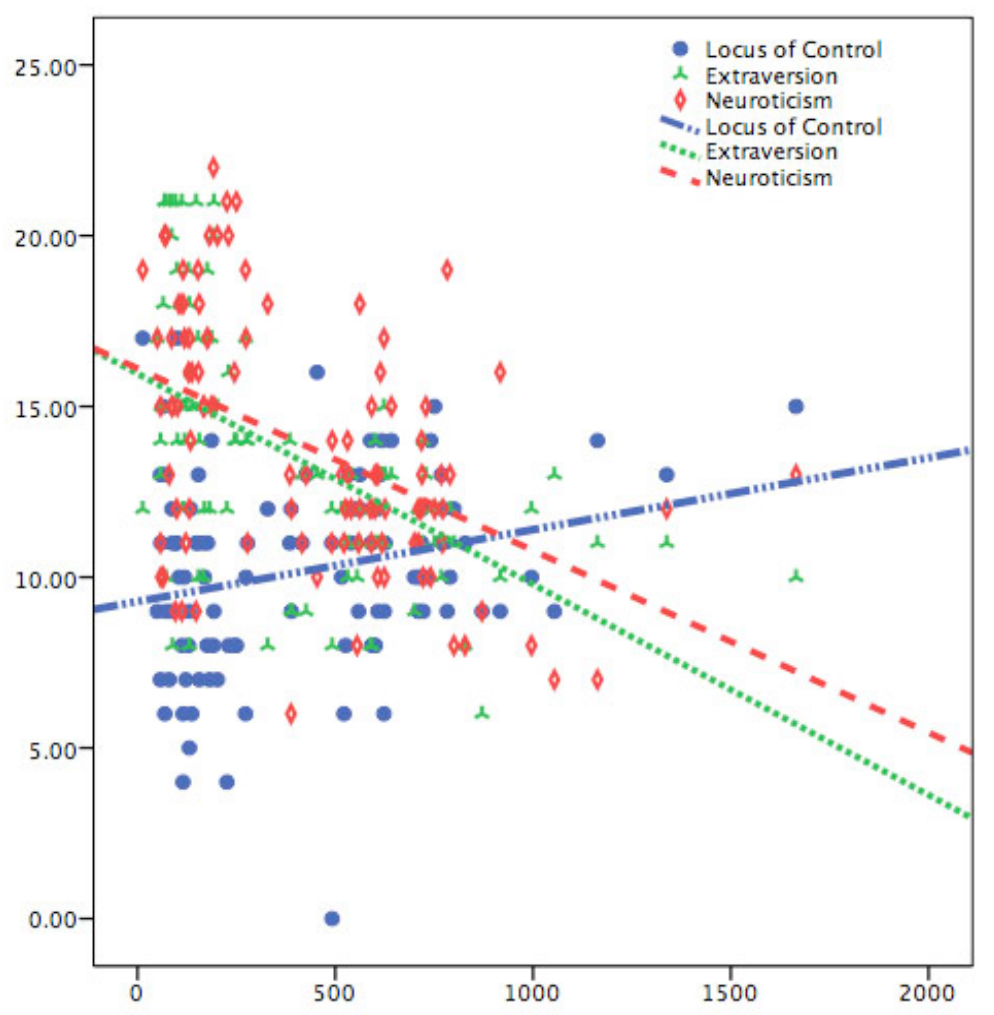 25.00
20.00
15.00
10.00
5.00
0.00
Locus of Control
Extraversion
Neuroticism
Locus of Control
Extraversion
Neuroticism
0 500 1000 1500 2000